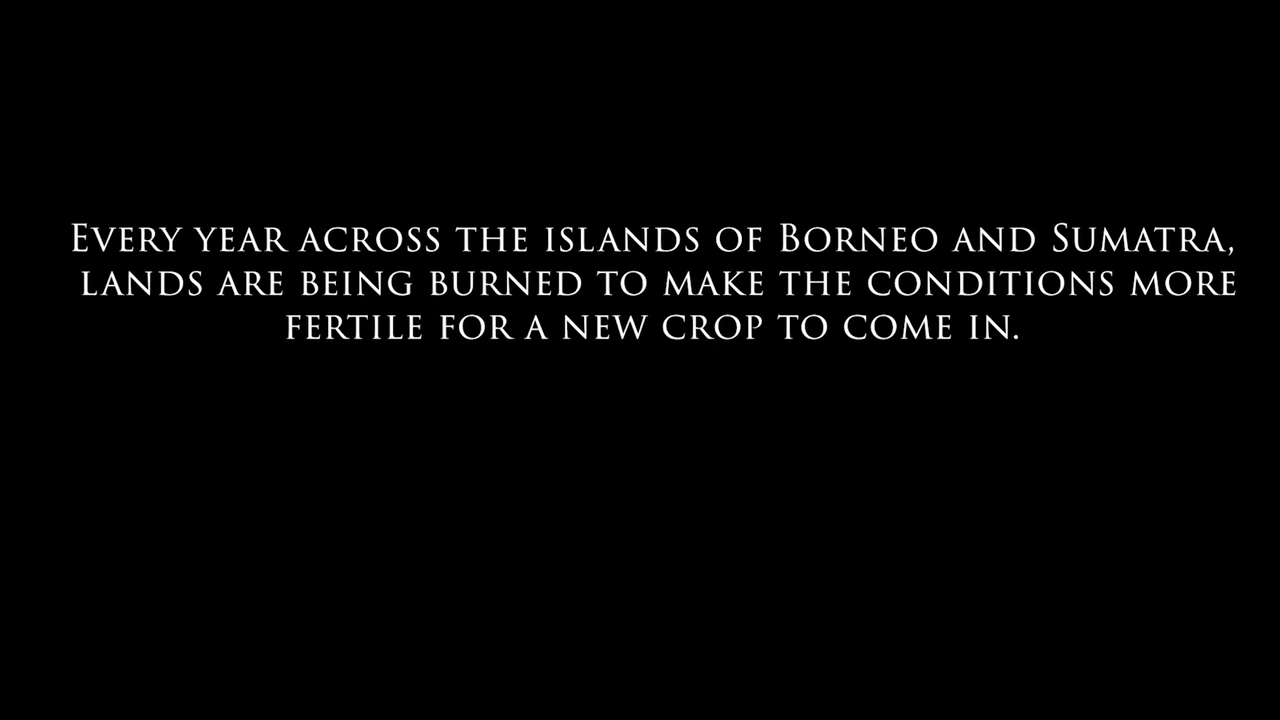 Every year across the islands of Borneo and Sumatra,
lands are being burned to make the conditions more
fertile for a new crop to come in.